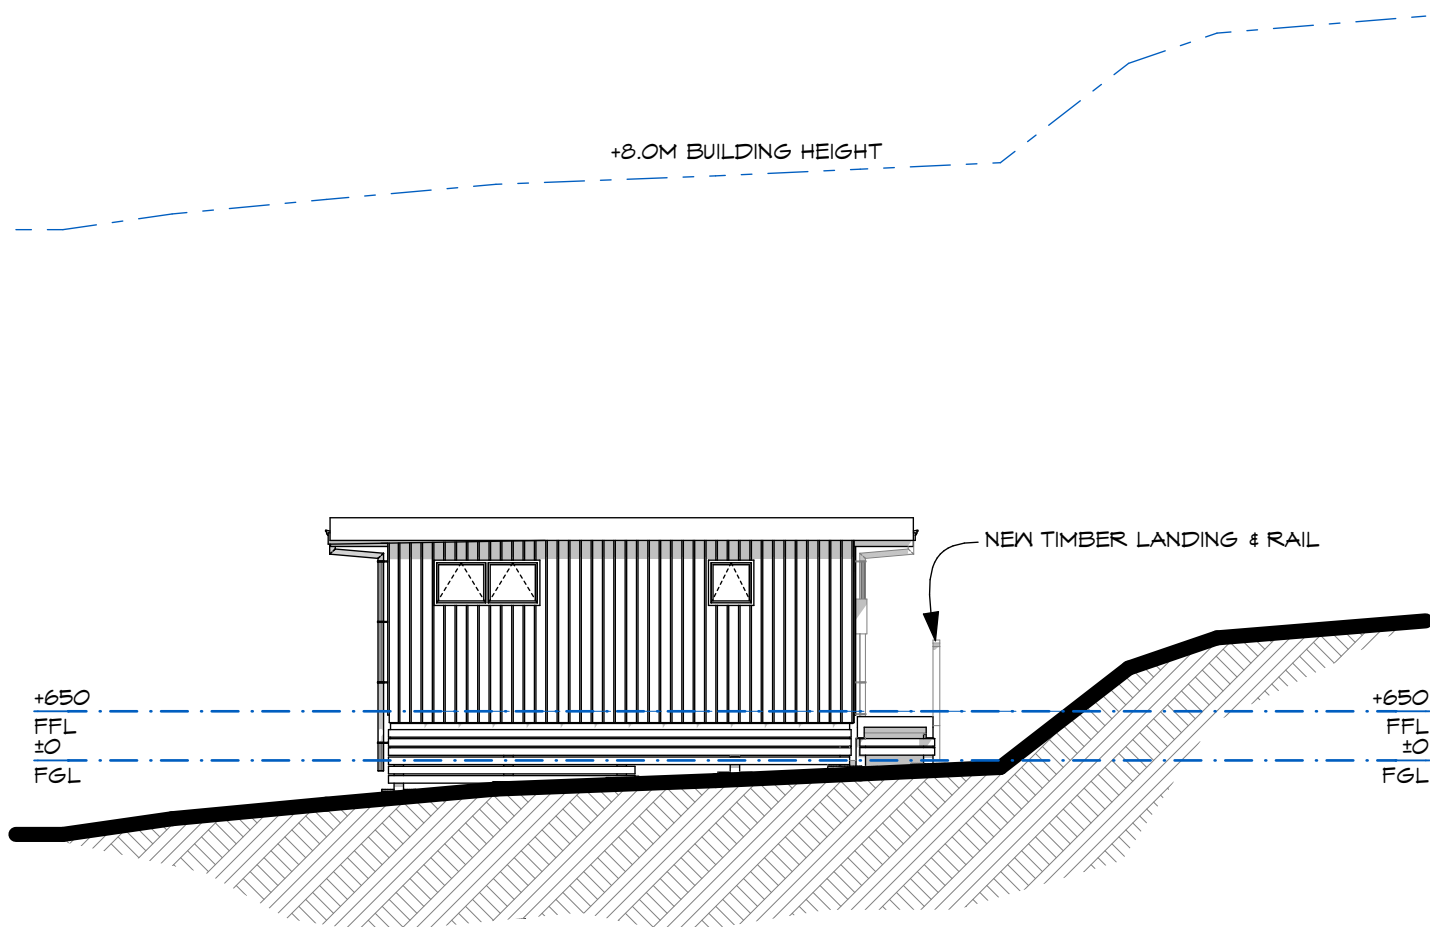 +8.0M BUILDING HEIGHT
NEW TIMBER LANDING & RAIL
+650
FFL
±0
FGL
+650
FFL
±0
FGL